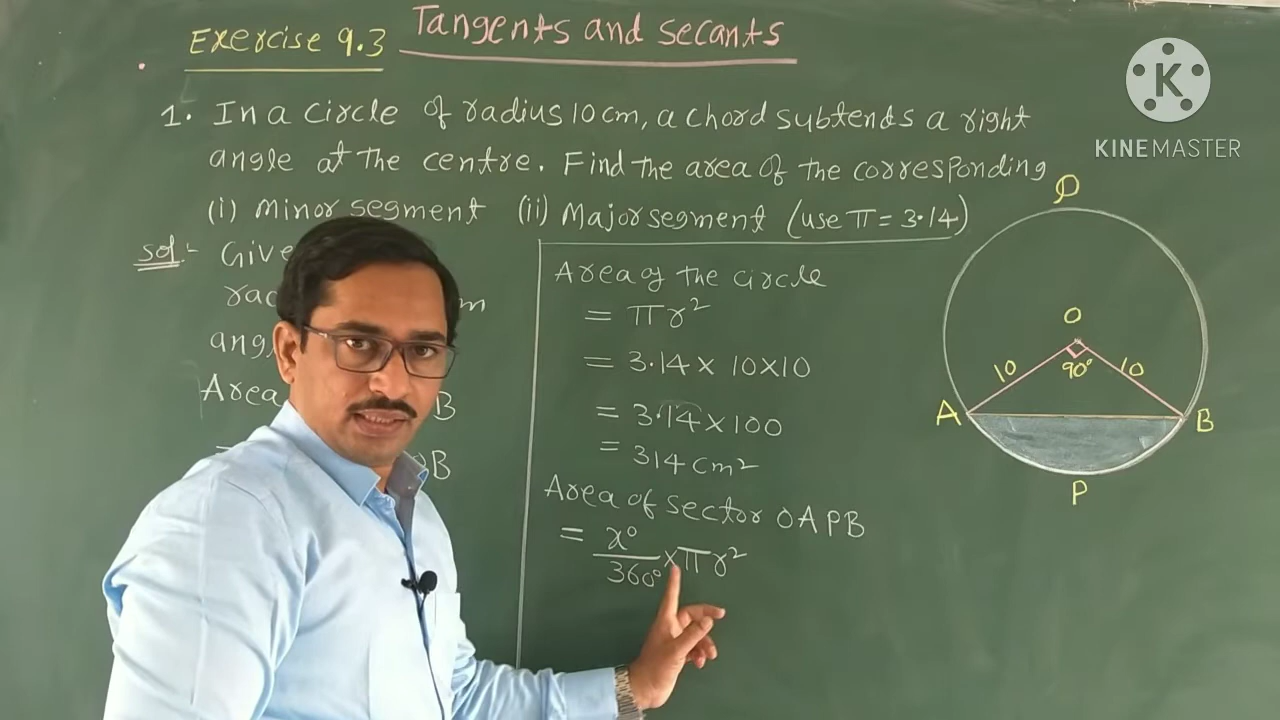 Exercise 9.3 Tangents and secants
1. In a circle of radius 10 cm, a chord subtends a right
angle at the centre. Find the area of the corresponding
(i) Minor segment (ii) Major segment (use π = 3.14)
sol:-
Area
B
B
Area of the circle
= πr²
= 3.14 × 10×10
= 3.14 × 100
= 314 cm²
Area of sector OAPB
= x°/360° × πr²
Q
O
10
90°
10
A
B
P
K
KINEMASTER